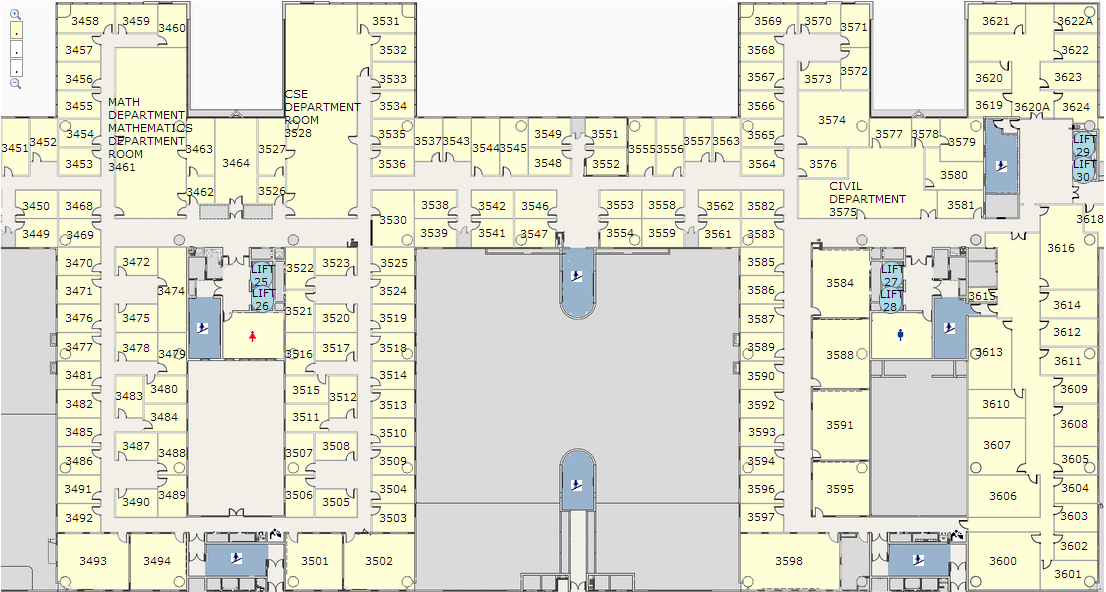 3458 3459 3460 3531 3569 3570 3571 3621 3622A
3457 3532 3568 3622
3456 3533 3567 3573 3572 3620 3623
MATH
DEPARTMENT
MATHEMATICS
DEPARTMENT
ROOM
3461
CSE
DEPARTMENT
ROOM
3528
3455 3534 3566 3574 3619 3620A 3624
3451 3452 3454 3535 3537 3543 3544 3545 3549 3551 3555 3556 3557 3563 3565 3577 3578 3579
3453 3463 3464 3527 3536 3548 3552 3564 3576 3580
LIFT
29
LIFT
30
3462 3526
CIVIL
DEPARTMENT
3575
3450 3468 3530 3538 3542 3546 3553 3558 3562 3582 3581 3618
3449 3469 3539 3541 3547 3554 3559 3561 3583 3616
3470 3472 3522 3523 3525 3585
LIFT
25
LIFT
26
LIFT
27
LIFT
28
3471 3474 3524 3586 3584 3615 3614
3476 3475 3521 3520 3519 3587 3612
3477 3478 3479 3516 3517 3518 3589 3588 3613 3611
3481 3480 3515 3514 3590 3609
3482 3483 3484 3511 3512 3513 3592 3610 3608
3485 3487 3488 3507 3508 3510 3593 3591 3607
3486 3509 3594 3605
3491 3490 3489 3506 3505 3504 3596 3595 3606 3604
3492 3503 3597 3603
3493 3494 3501 3502 3598 3600 3602
3601